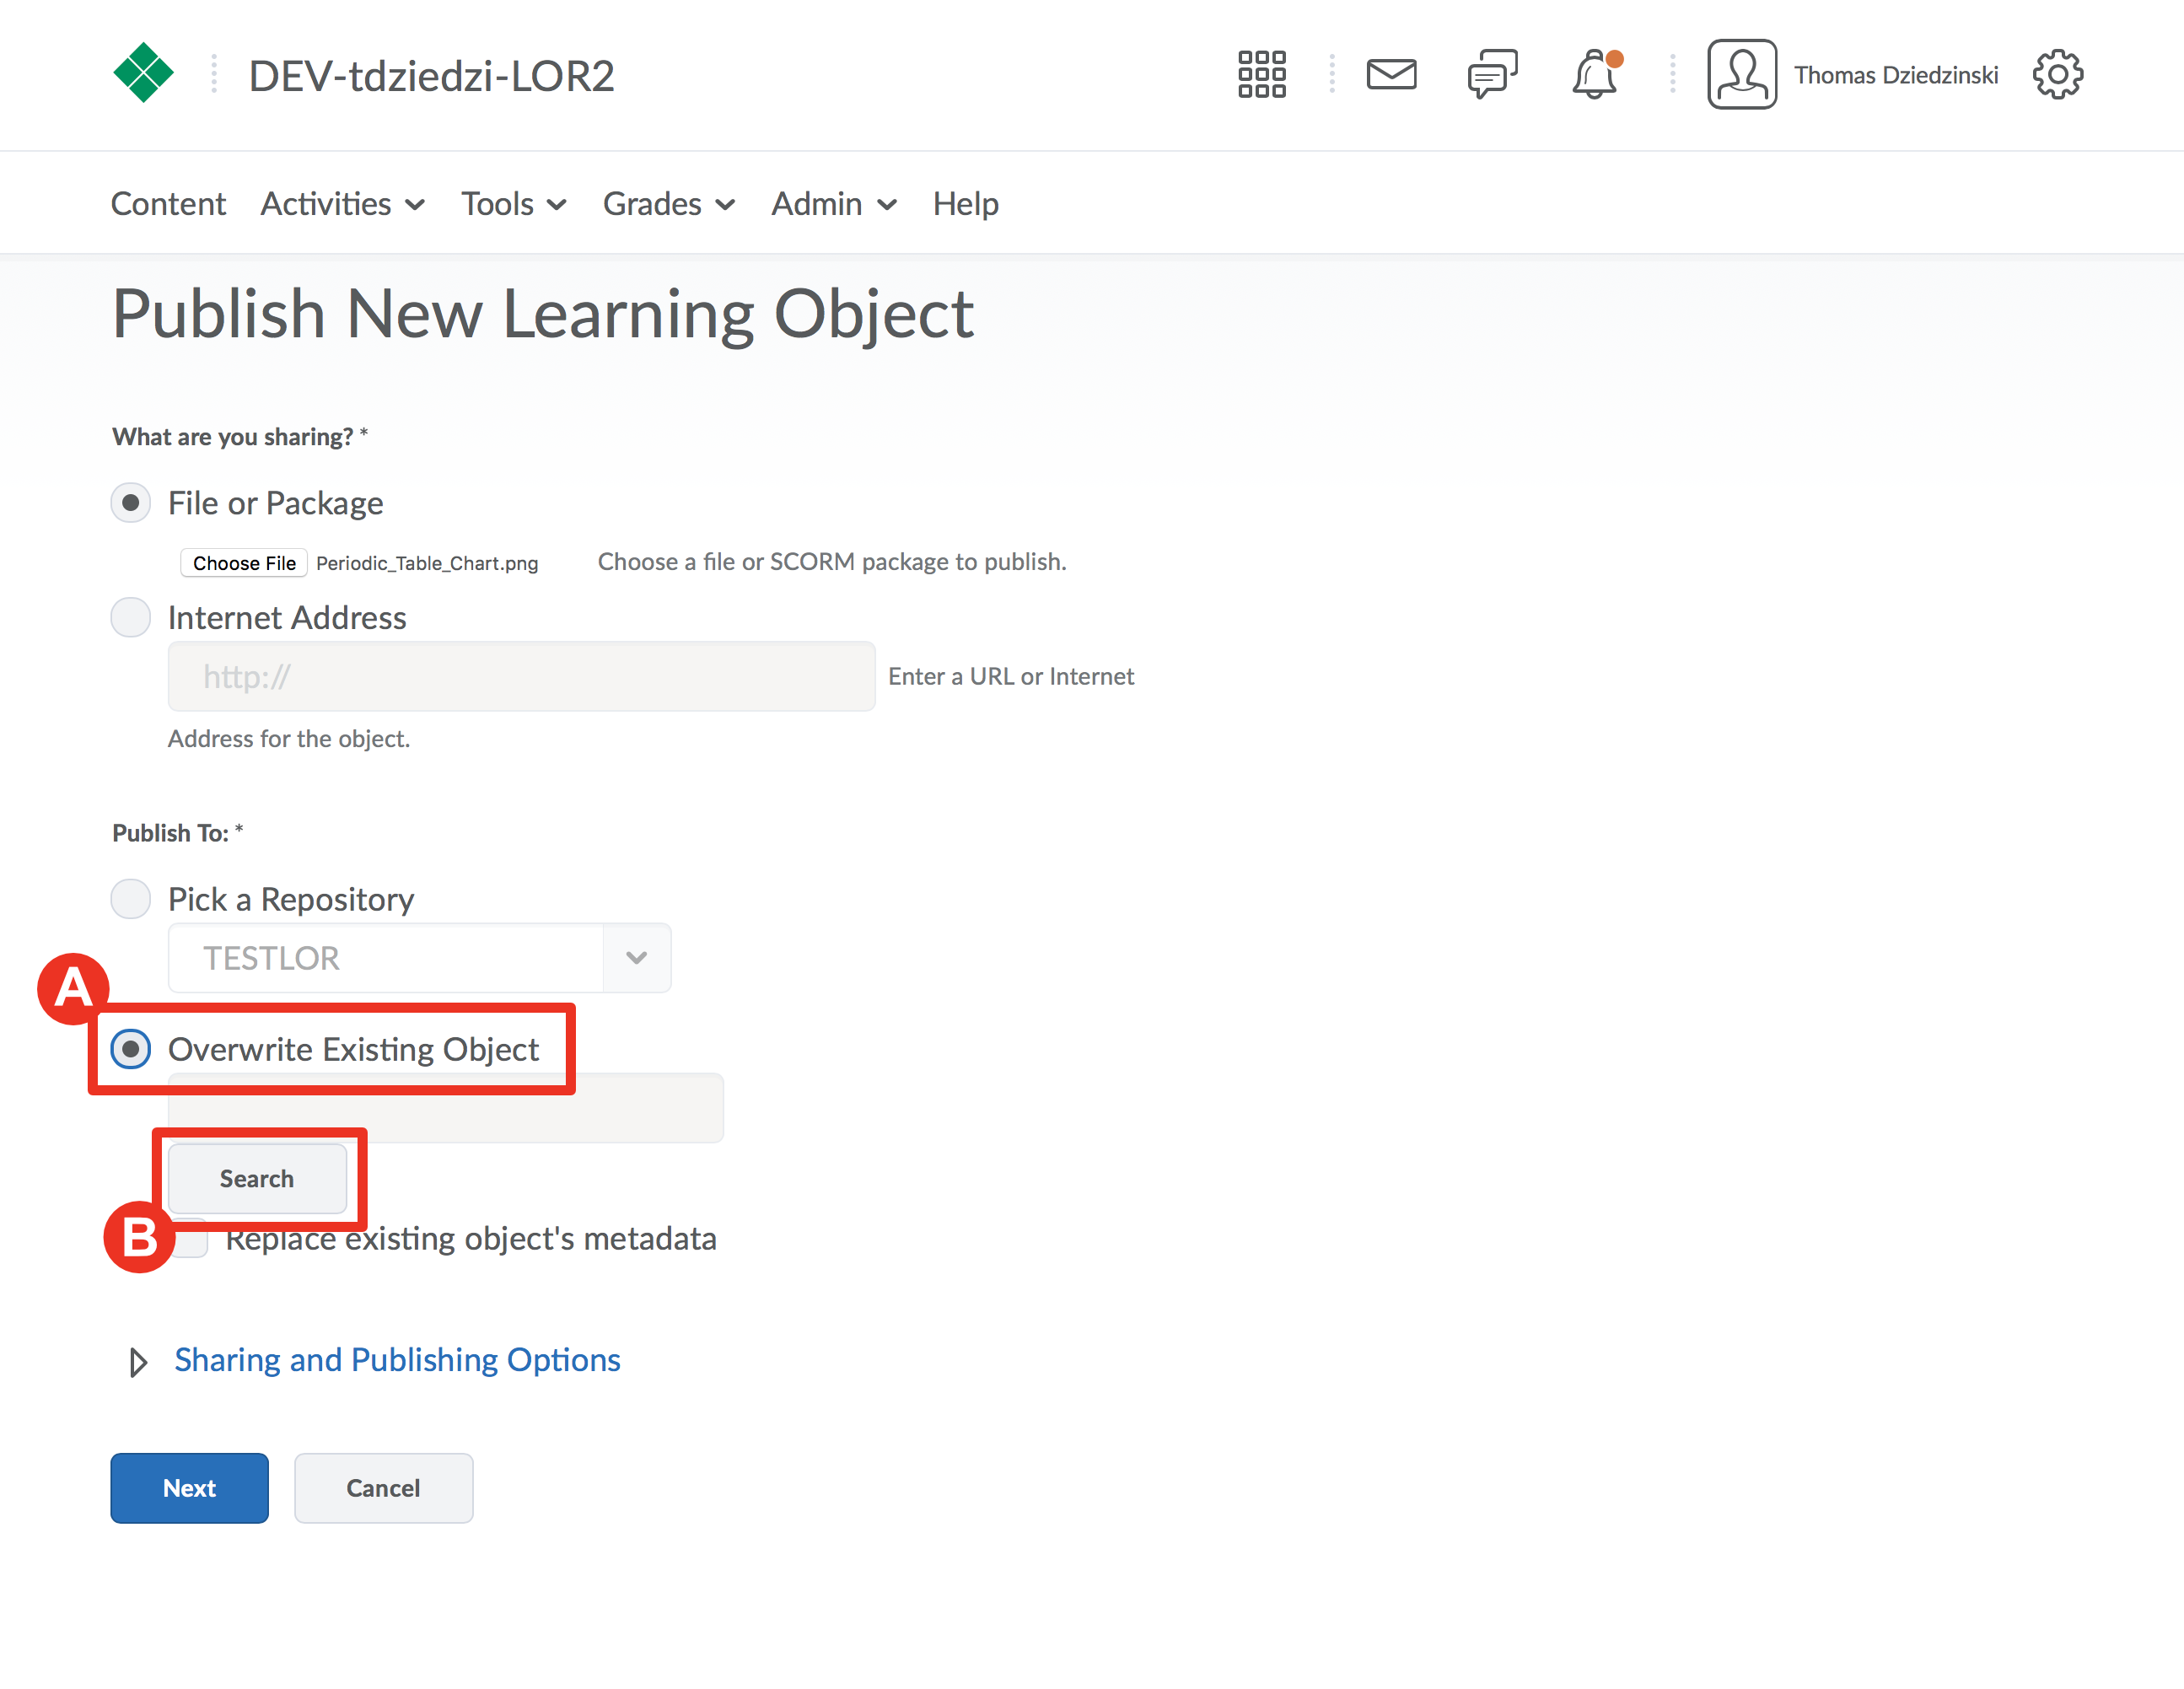 DEV-tdziedzi-LOR2
Thomas Dziedzinski
Content Activities Tools Grades Admin Help
Publish New Learning Object
What are you sharing? *
File or Package
Choose File Periodic_Table_Chart.png Choose a file or SCORM package to publish.
Internet Address
http:// Enter a URL or Internet
Address for the object.
Publish To: *
Pick a Repository
TESTLOR
A
Overwrite Existing Object
Search
B
Replace existing object's metadata
Sharing and Publishing Options
Next Cancel